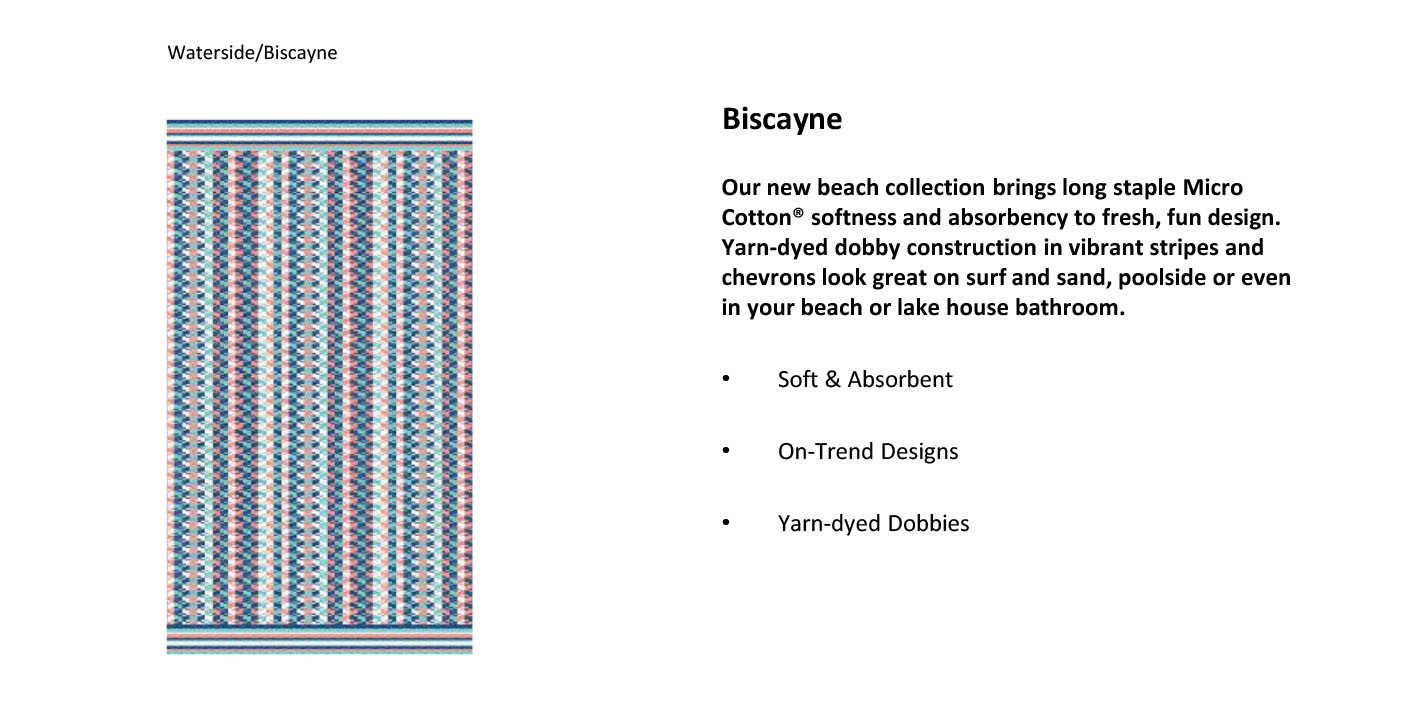 Waterside/Biscayne
Biscayne
Our new beach collection brings long staple Micro
Cotton® softness and absorbency to fresh, fun design.
Yarn-dyed dobby construction in vibrant stripes and
chevrons look great on surf and sand, poolside or even
in your beach or lake house bathroom.
• Soft & Absorbent
• On-Trend Designs
• Yarn-dyed Dobbies